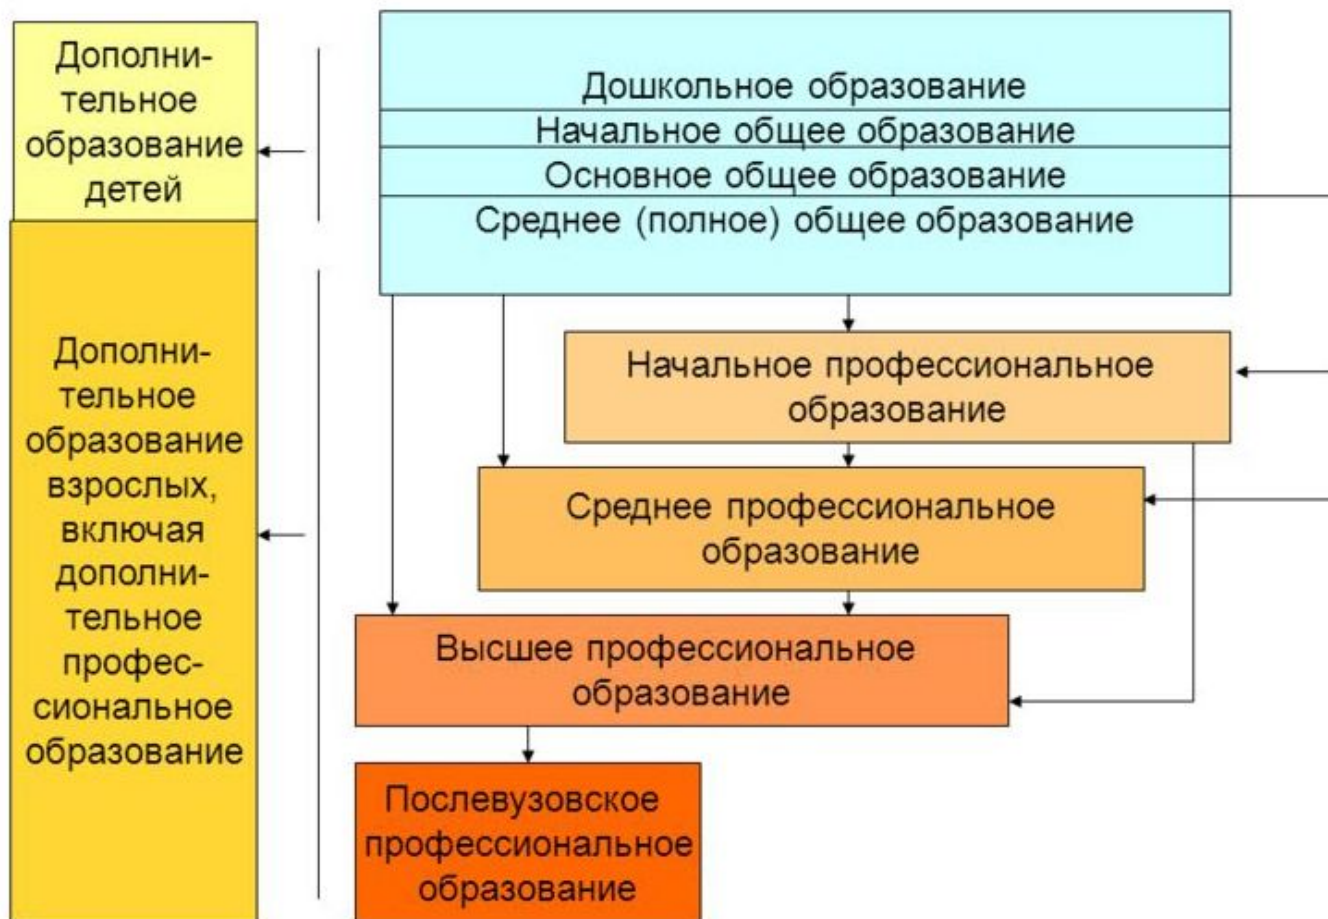 Дополни-
тельное
образование
детей
Дополни-
тельное
образование
взрослых,
включая
дополни-
тельное
профес-
сиональное
образование
Дошкольное образование
Начальное общее образование
Основное общее образование
Среднее (полное) общее образование
Начальное профессиональное
образование
Среднее профессиональное
образование
Высшее профессиональное
образование
Послевузовское
профессиональное
образование